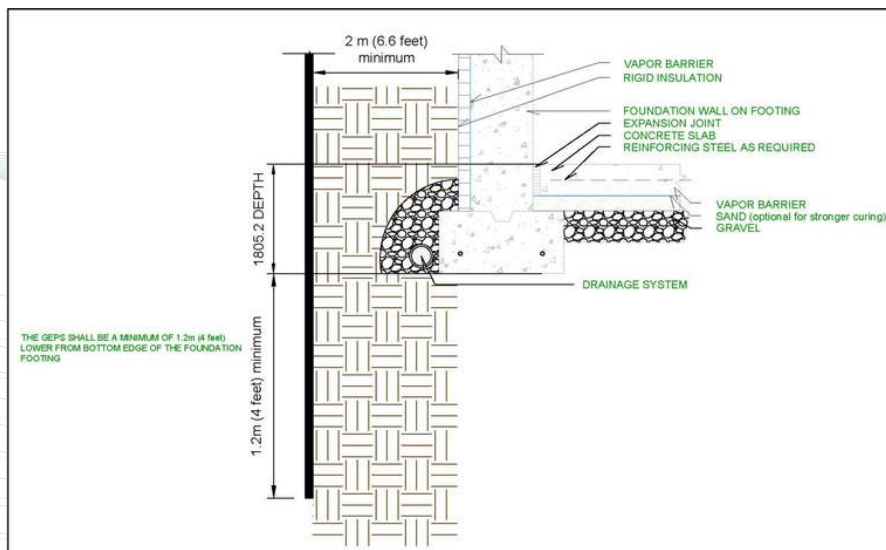 2 m (6.6 feet)
minimum
VAPOR BARRIER
RIGID INSULATION
FOUNDATION WALL ON FOOTING
EXPANSION JOINT
CONCRETE SLAB
REINFORCING STEEL AS REQUIRED
1805.2 DEPTH
VAPOR BARRIER
SAND (optional for stronger curing)
GRAVEL
DRAINAGE SYSTEM
THE GEPS SHALL BE A MINIMUM OF 1.2m (4 feet)
LOWER FROM BOTTOM EDGE OF THE FOUNDATION
FOOTING
1.2m (4 feet) minimum